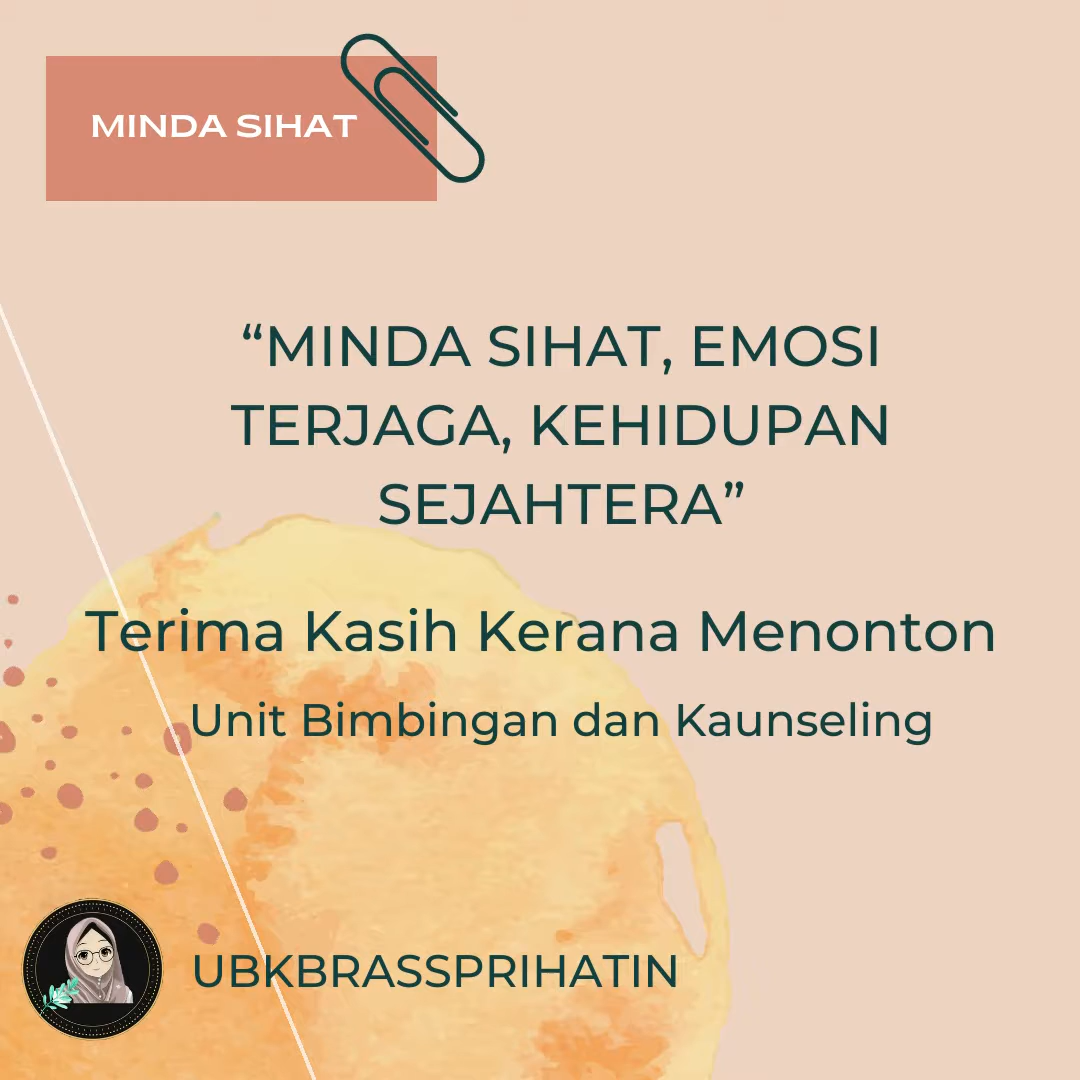 MINDA SIHAT
“MINDA SIHAT, EMOSI
TERJAGA, KEHIDUPAN
SEJAHTERA”
Terima Kasih Kerana Menonton
Unit Bimbingan dan Kaunseling
UBKBRASSPRIHATIN